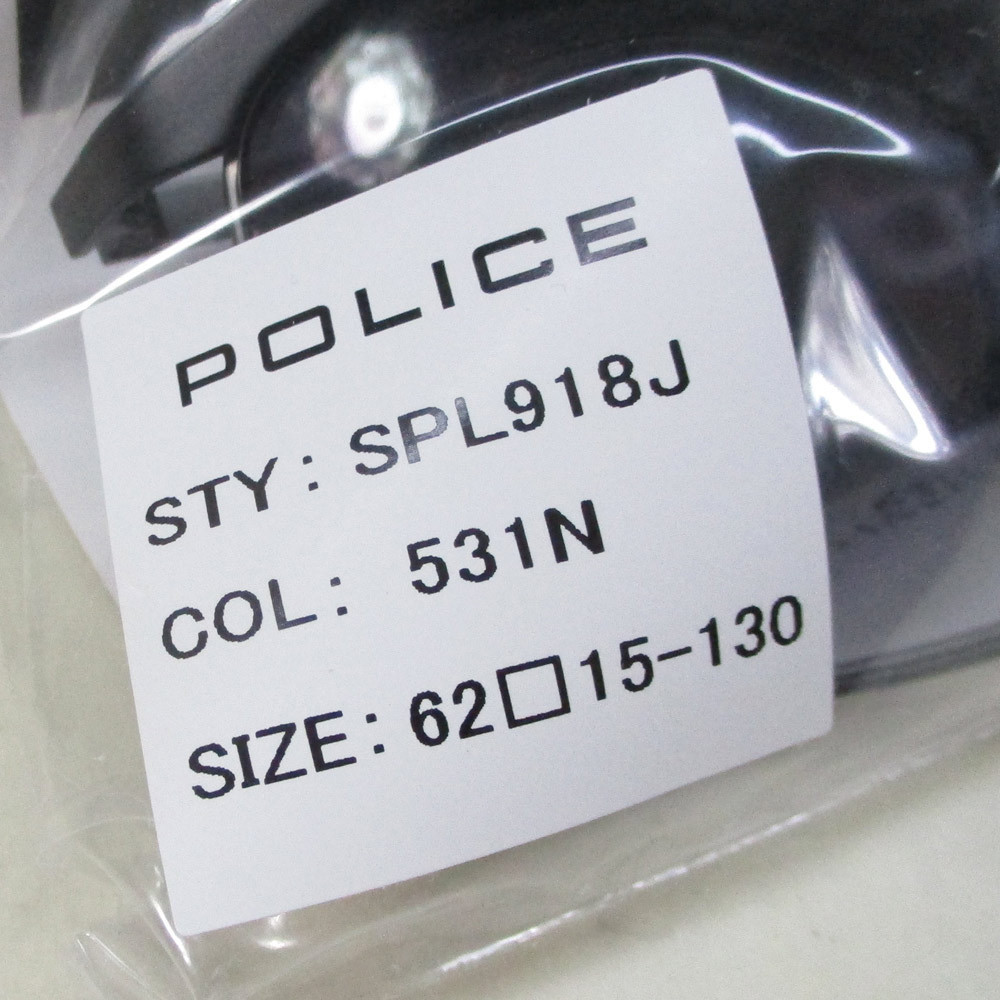 POLICE
STY: SPL918J
COL: 531N
SIZE: 62□15-130